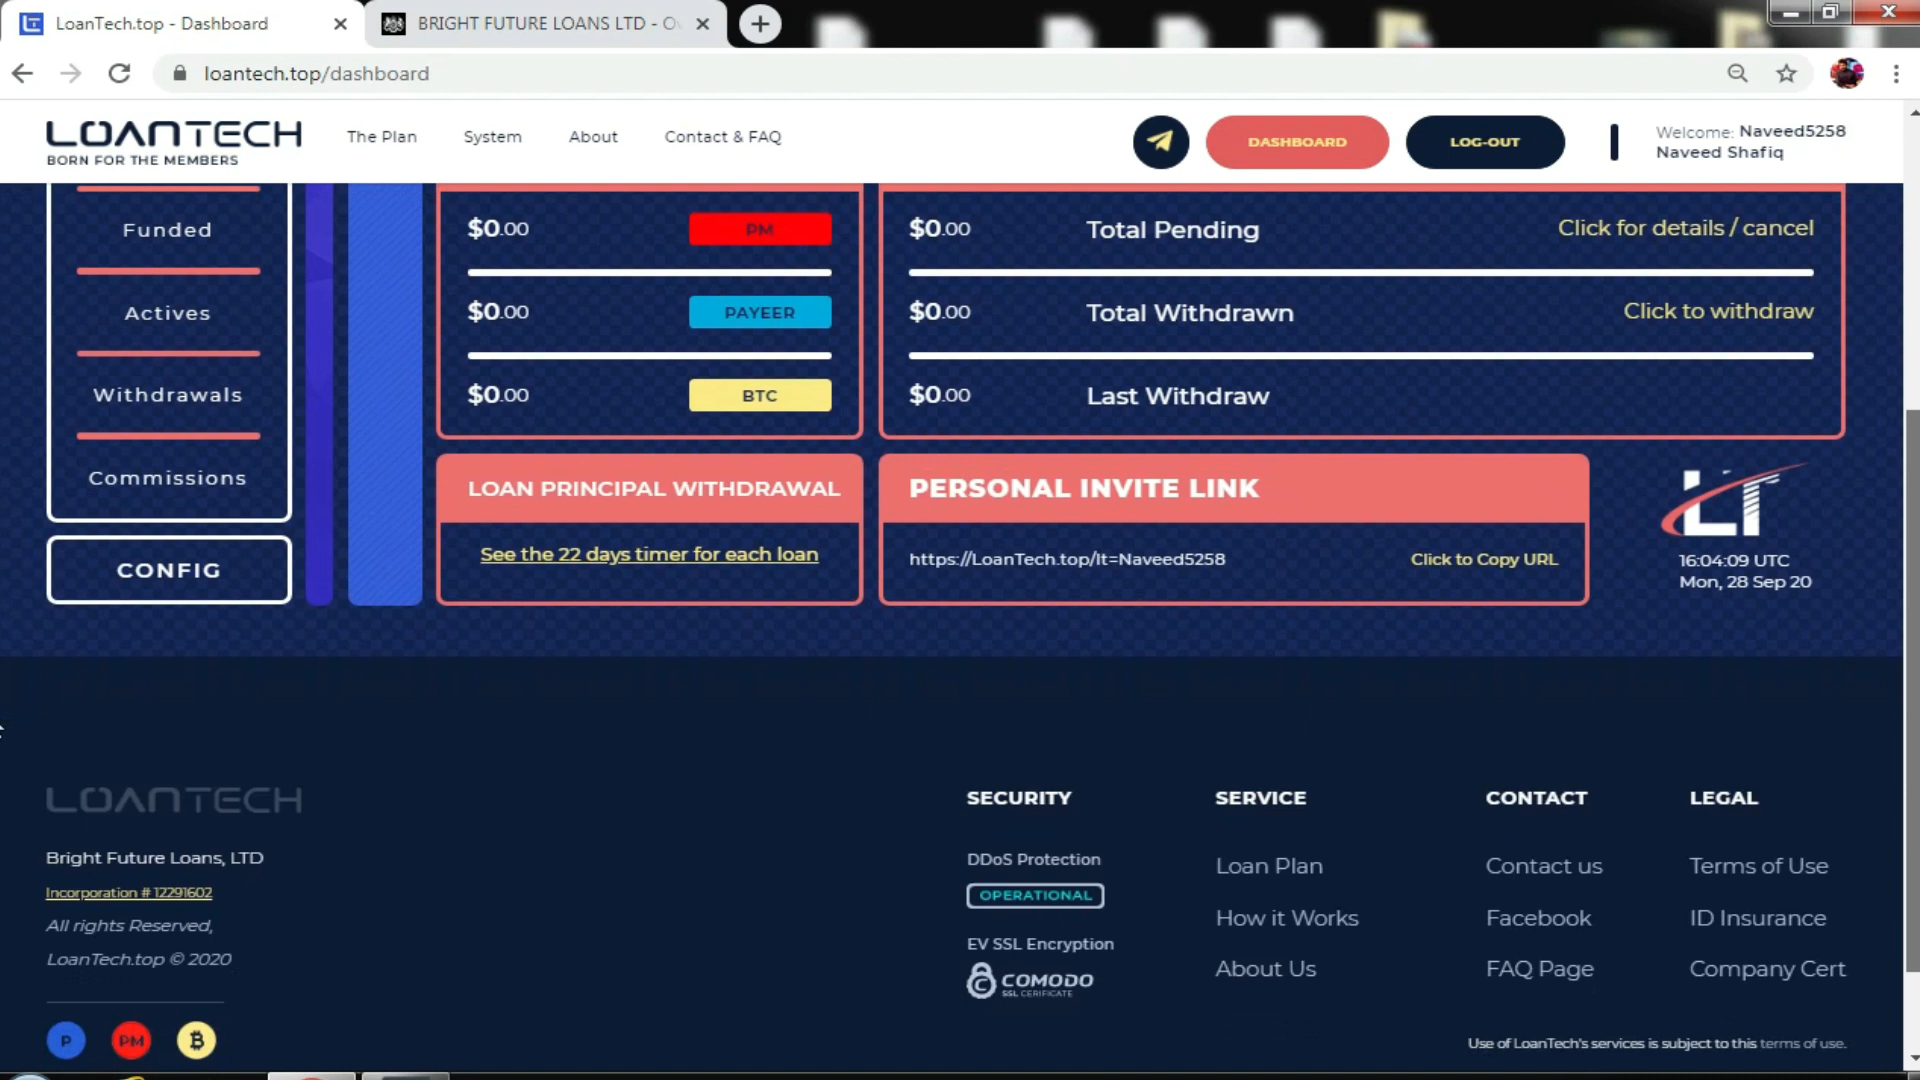 LoanTech.top - Dashboard
BRIGHT FUTURE LOANS LTD - Ov
loantech.top/dashboard
LOANTECH
BORN FOR THE MEMBERS
The Plan
System
About
Contact & FAQ
DASHBOARD
LOG-OUT
Welcome: Naveed5258
Naveed Shafiq
Funded
Actives
Withdrawals
Commissions
CONFIG
$0.00 PM
$0.00 PAYEER
$0.00 BTC
$0.00 Total Pending Click for details / cancel
$0.00 Total Withdrawn Click to withdraw
$0.00 Last Withdraw
LOAN PRINCIPAL WITHDRAWAL
See the 22 days timer for each loan
PERSONAL INVITE LINK
https://LoanTech.top/lt=Naveed5258
Click to Copy URL
LT
16:04:09 UTC
Mon, 28 Sep 20
LOANTECH
Bright Future Loans, LTD
Incorporation # 12291602
All rights Reserved,
LoanTech.top © 2020
P
PM
SECURITY
DDoS Protection
OPERATIONAL
EV SSL Encryption
COMODO
SSL CERIFICATE
SERVICE
Loan Plan
How it Works
About Us
CONTACT
Contact us
Facebook
FAQ Page
LEGAL
Terms of Use
ID Insurance
Company Cert
Use of LoanTech's services is subject to this terms of use.